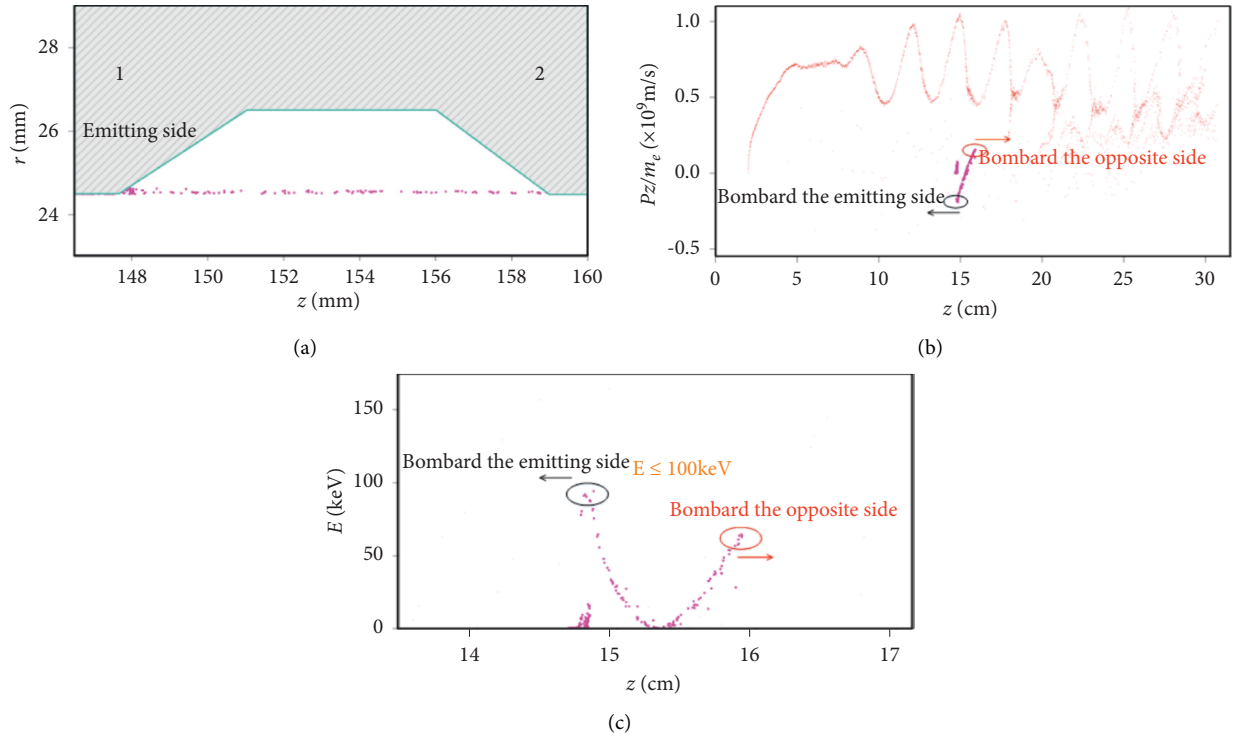 28
26
24
r (mm)
1
2
Emitting side
148
150
152
154
156
158
160
z (mm)
(a)
1.0
0.5
0.0
-0.5
Pz/m_e (×10^9 m/s)
Bombard the opposite side
Bombard the emitting side
0
5
10
15
20
25
30
z (cm)
(b)
150
100
50
0
E (keV)
Bombard the emitting side
E ≤ 100keV
Bombard the opposite side
14
15
16
17
z (cm)
(c)